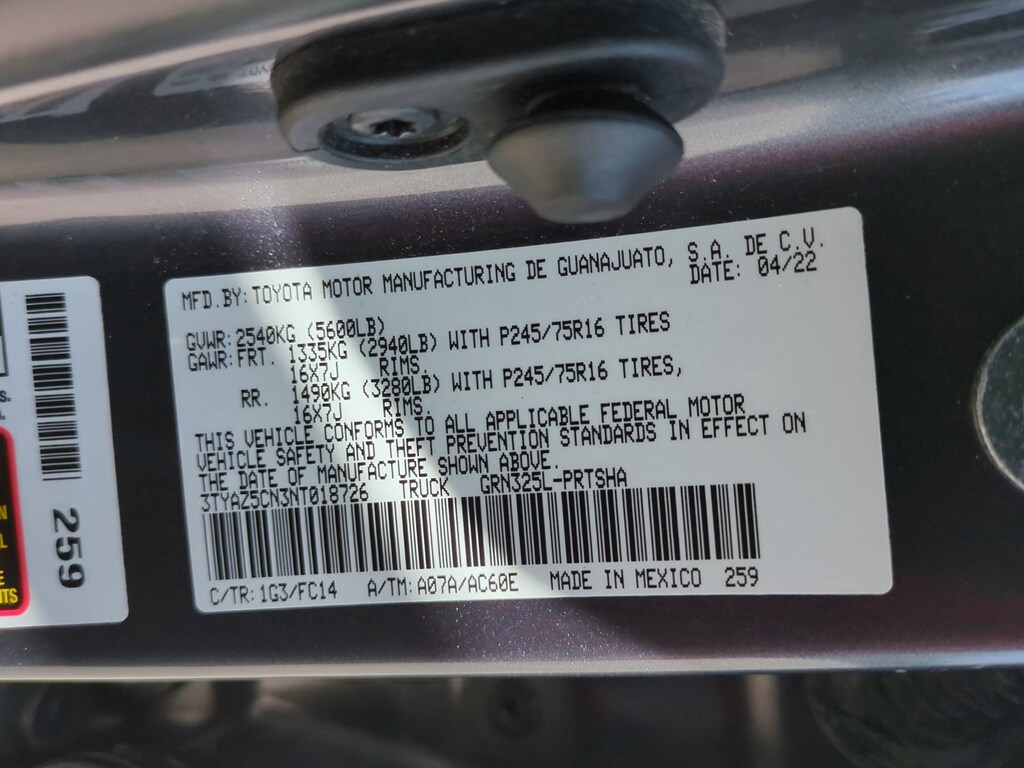 MFD.BY: TOYOTA MOTOR MANUFACTURING DE GUANAJUATO, S.A. DE C.V.
DATE: 04/22
GVWR: 2540KG (5600LB)
GAWR: FRT. 1335KG (2940LB) WITH P245/75R16 TIRES
16X7J RIMS.
RR. 1490KG (3280LB) WITH P245/75R16 TIRES,
16X7J RIMS.
THIS VEHICLE CONFORMS TO ALL APPLICABLE FEDERAL MOTOR
VEHICLE SAFETY AND THEFT PREVENTION STANDARDS IN EFFECT ON
THE DATE OF MANUFACTURE SHOWN ABOVE.
3TYAZ5CN3NT018726 TRUCK GRN325L-PRTSHA
C/TR: 1G3/FC14 A/TM: A07A/AC60E MADE IN MEXICO 259
259